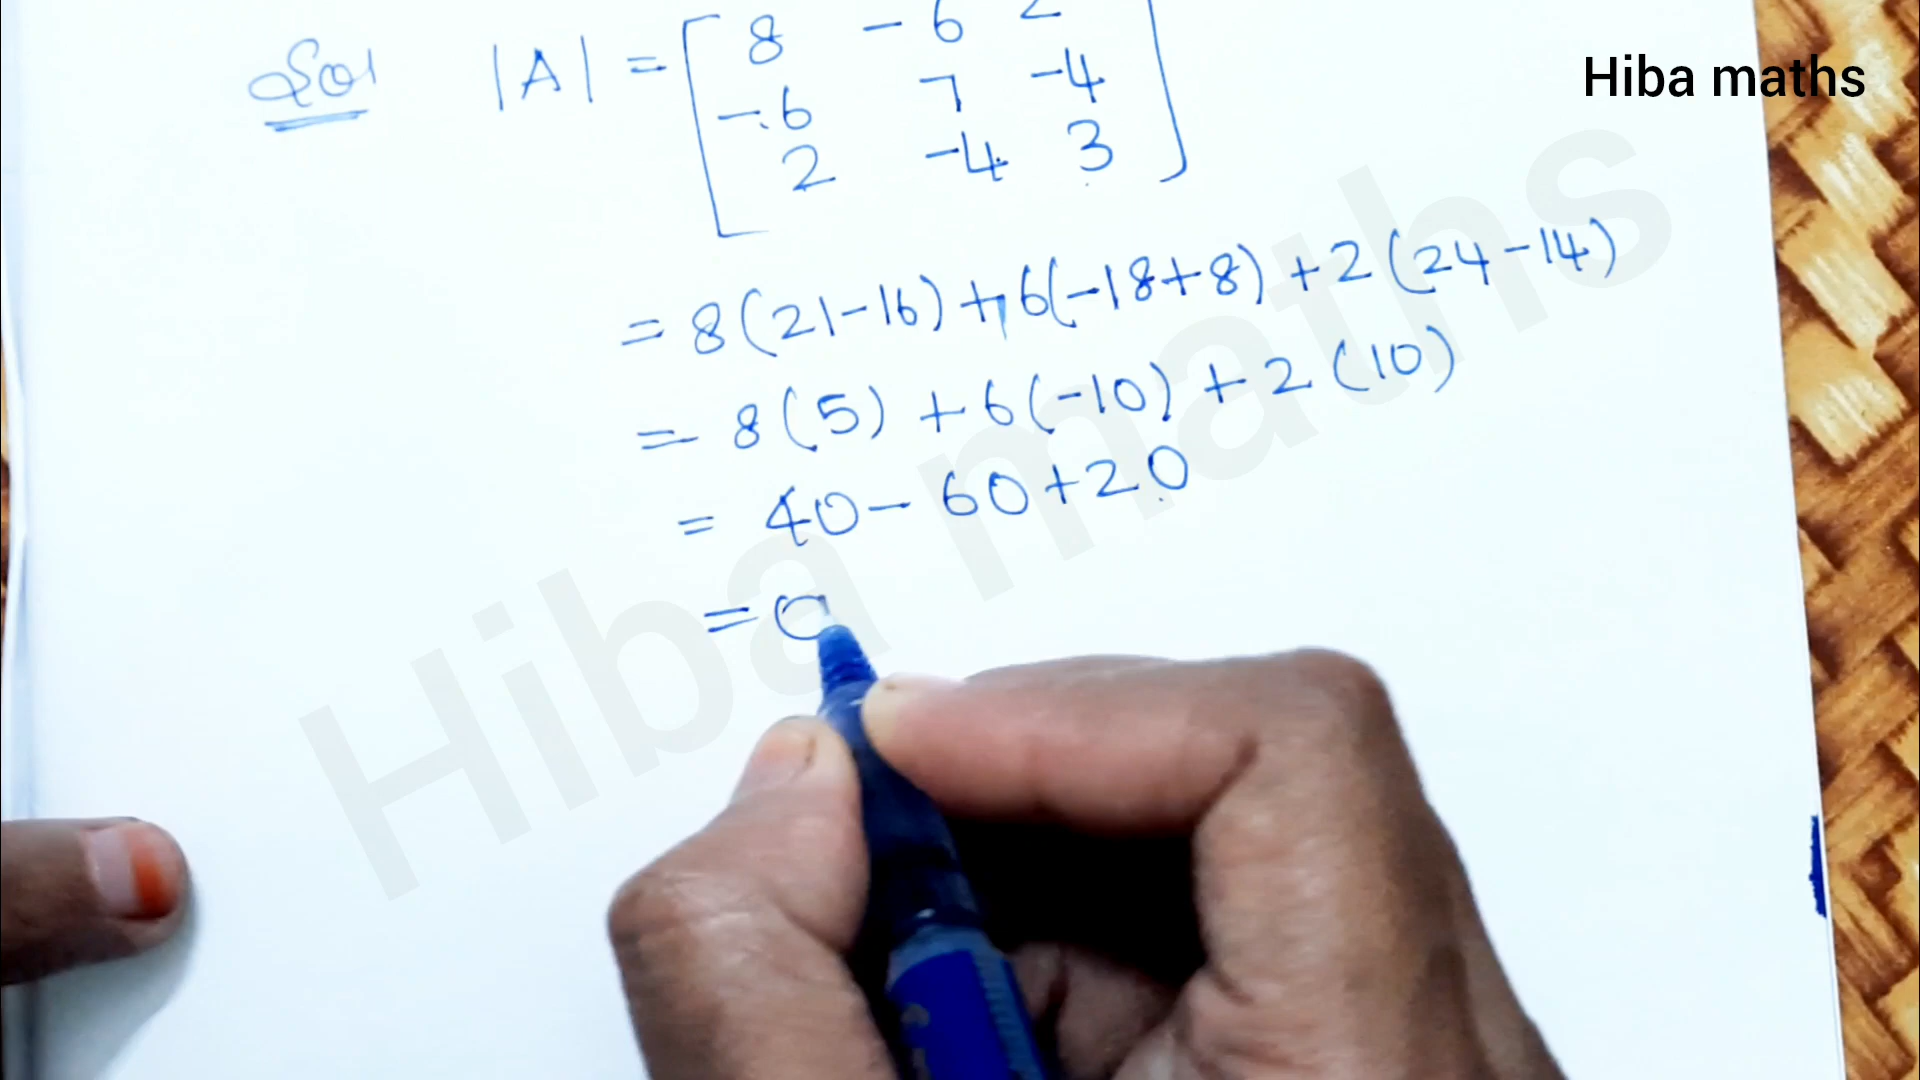 Hiba maths
Sol |A| = [ 8 -6 2
-6 7 -4
2 -4 3 ]
= 8(21-16) + 6(-18+8) + 2(24-14)
= 8(5) + 6(-10) + 2(10)
= 40 - 60 + 20
= 0
Hiba maths